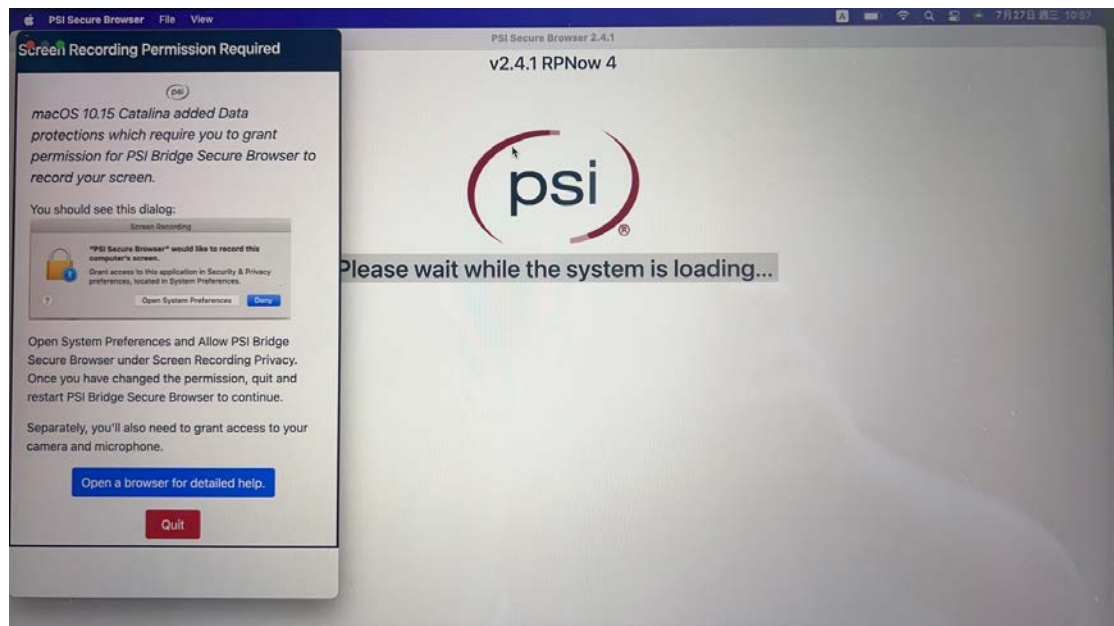 PSI Secure Browser File View
A
7月27日 週三 10:57
PSI Secure Browser 2.4.1
Screen Recording Permission Required
v2.4.1 RPNow 4
psi
macOS 10.15 Catalina added Data
protections which require you to grant
permission for PSI Bridge Secure Browser to
record your screen.
You should see this dialog:
Screen Recording
"PSI Secure Browser" would like to record this
computer's screen.
Grant access to this application in Security & Privacy
preferences, located in System Preferences.
?
Open System Preferences Deny
Open System Preferences and Allow PSI Bridge
Secure Browser under Screen Recording Privacy.
Once you have changed the permission, quit and
restart PSI Bridge Secure Browser to continue.
Separately, you'll also need to grant access to your
camera and microphone.
Open a browser for detailed help.
Quit
psi
®
Please wait while the system is loading...